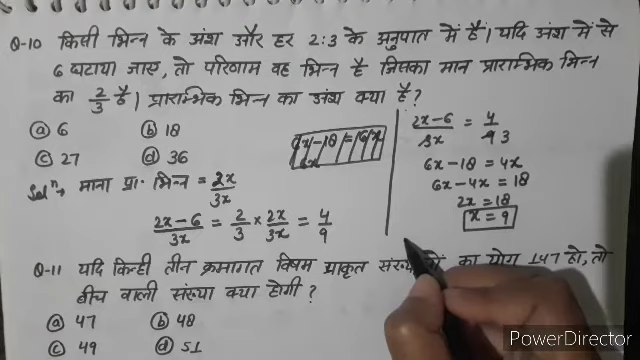 Q-10 किसी भिन्न के अंश और हर 2:3 के अनुपात में है। यदि अंश में से
6 घटाया जाए, तो परिणाम वह भिन्न है जिसका मान प्रारम्भिक भिन्न
का 2/3 है। प्रारम्भिक भिन्न का अंश क्या है?
ⓐ 6 ⓑ 18
ⓒ 27 ⓓ 36
Solⁿ→ माना प्रा. भिन्न = 2x/3x
(2x-6)/3x = 2/3 × 2x/3x = 4/9
(2x-6)/3x = 4/93
6x-18 = 4x
6x-4x = 18
2x = 18
x = 9
Q-11 यदि किन्ही तीन क्रमागत विषम प्राकृत का योग 147 हो, तो
बीच वाली संख्या क्या होगी?
ⓐ 47 ⓑ 48
ⓒ 49 ⓓ 51
PowerDirector